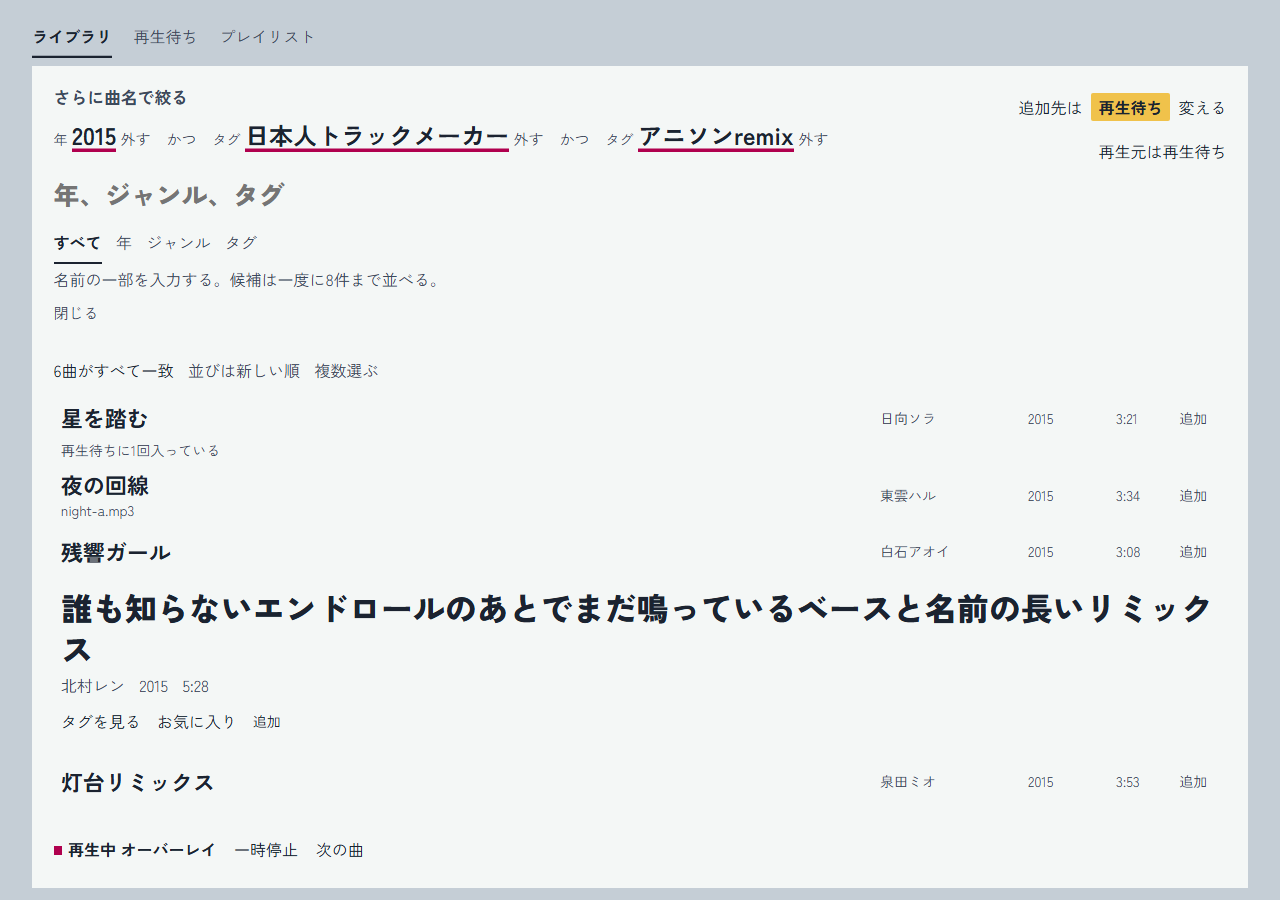 ライブラリ 再生待ち プレイリスト
さらに曲名で絞る
追加先は 再生待ち 変える
年 2015 外す かつ タグ 日本人トラックメーカー 外す かつ タグ アニソンremix 外す
再生元は再生待ち
年、ジャンル、タグ
すべて 年 ジャンル タグ
名前の一部を入力する。候補は一度に8件まで並べる。
閉じる
6曲がすべて一致 並びは新しい順 複数選ぶ
星を踏む 日向ソラ 2015 3:21 追加
再生待ちに1回入っている
夜の回線 東雲ハル 2015 3:34 追加
night-a.mp3
残響ガール 白石アオイ 2015 3:08 追加
誰も知らないエンドロールのあとでまだ鳴っているベースと名前の長いリミック
ス
北村レン 2015 5:28
タグを見る お気に入り 追加
灯台リミックス 泉田ミオ 2015 3:53 追加
再生中 オーバーレイ 一時停止 次の曲